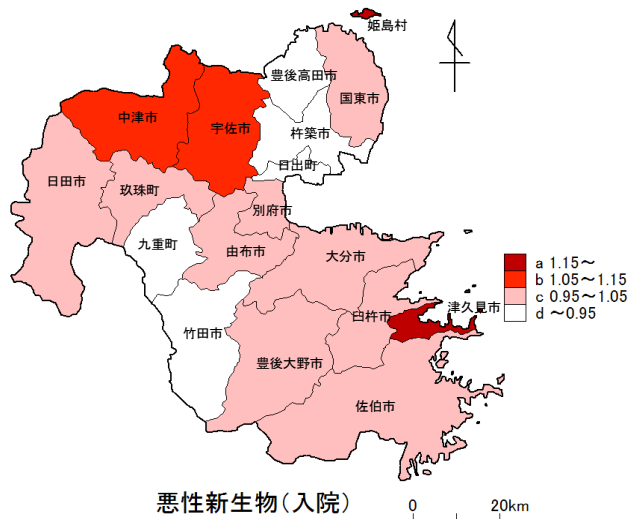 姫島村
豊後高田市
国東市
中津市
宇佐市
杵築市
日出町
日田市
玖珠町
別府市
九重町
由布市
大分市
a 1.15～
b 1.05～1.15
c 0.95～1.05
d ～0.95
津久見市
臼杵市
竹田市
豊後大野市
佐伯市
悪性新生物（入院）
0 20km